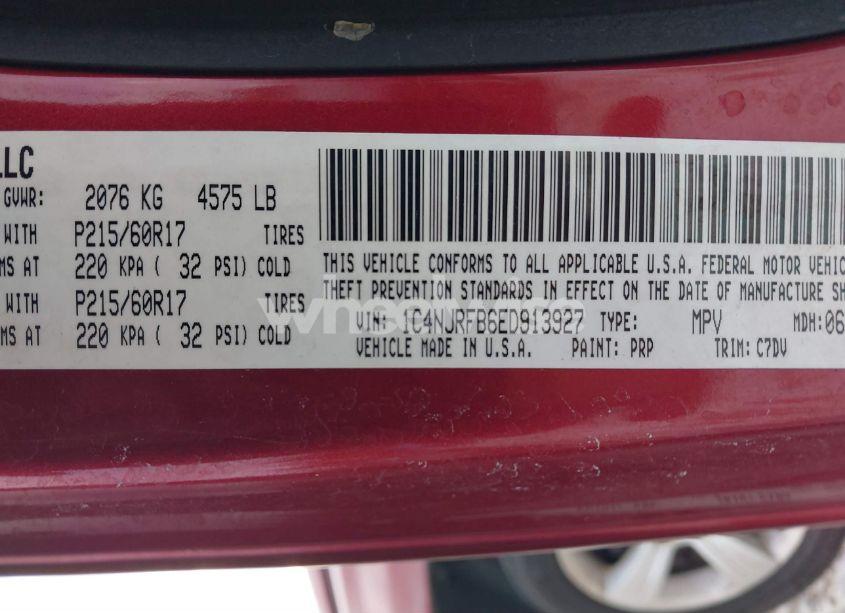 LLC
GVWR: 2076 KG 4575 LB
WITH P215/60R17 TIRES
MS AT 220 KPA ( 32 PSI) COLD
P215/60R17 TIRES
MS AT 220 KPA ( 32 PSI) COLD
THIS VEHICLE CONFORMS TO ALL APPLICABLE U.S.A. FEDERAL MOTOR VEHIC
THEFT PREVENTION STANDARDS IN EFFECT ON THE DATE OF MANUFACTURE SH
VIN: 1C4NJRFB6ED913927 TYPE: MPV MDH:06
VEHICLE MADE IN U.S.A. PAINT: PRP TRIM: C7DV